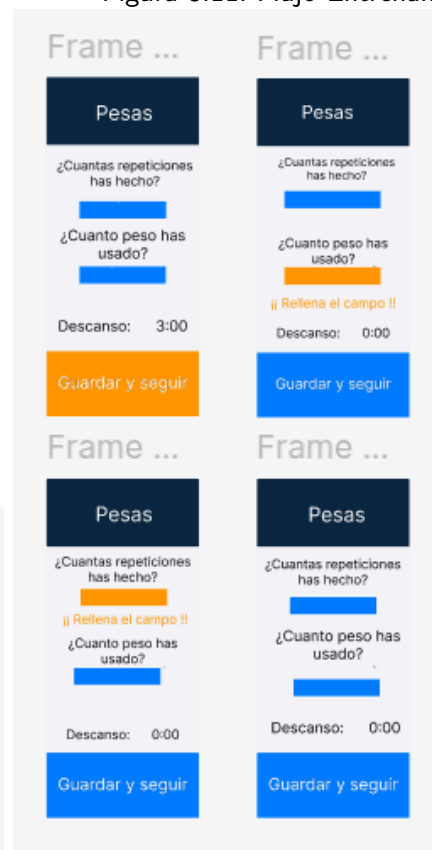 Frame ...
Pesas
¿Cuantas repeticiones
has hecho?
¿Cuanto peso has
usado?
Descanso: 3:00
Guardar y seguir
Frame ...
Pesas
¿Cuantas repeticiones
has hecho?
¿Cuanto peso has
usado?
¡¡ Rellena el campo !!
Descanso: 0:00
Guardar y seguir
Frame ...
Pesas
¿Cuantas repeticiones
has hecho?
¡¡ Rellena el campo !!
¿Cuanto peso has
usado?
Descanso: 0:00
Guardar y seguir
Frame ...
Pesas
¿Cuantas repeticiones
has hecho?
¿Cuanto peso has
usado?
Descanso: 0:00
Guardar y seguir